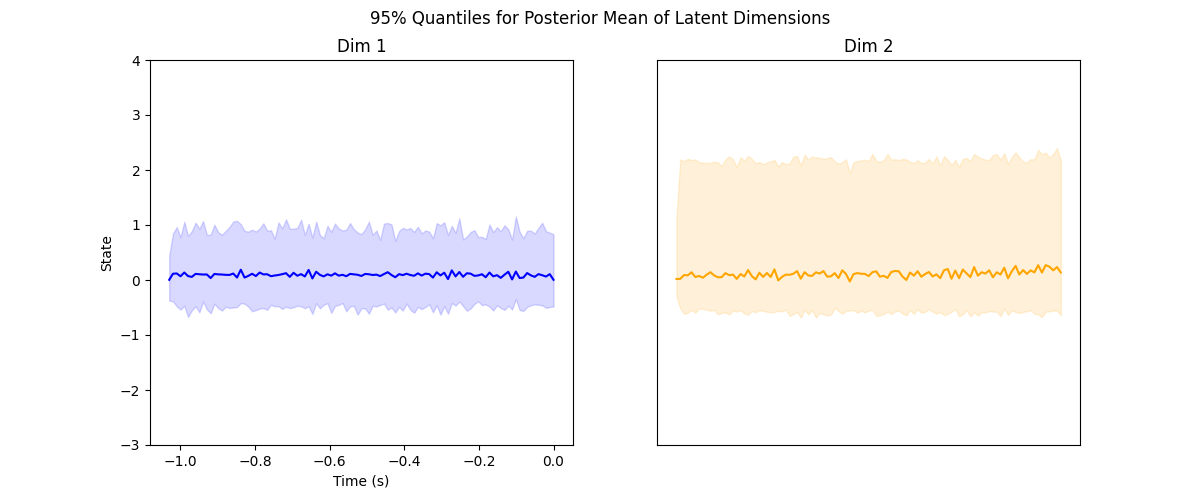 95% Quantiles for Posterior Mean of Latent Dimensions
Dim 1
Dim 2
4
3
2
1
0
−1
−2
−3
State
−1.0 −0.8 −0.6 −0.4 −0.2 0.0
Time (s)